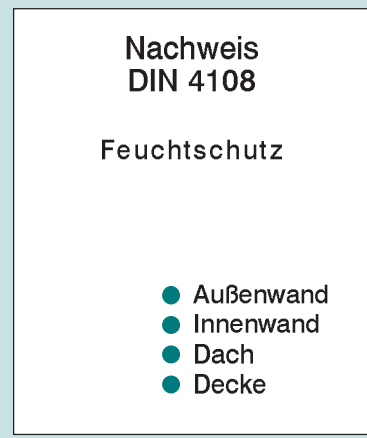 Nachweis
DIN 4108
Feuchtschutz
Außenwand
Innenwand
Dach
Decke